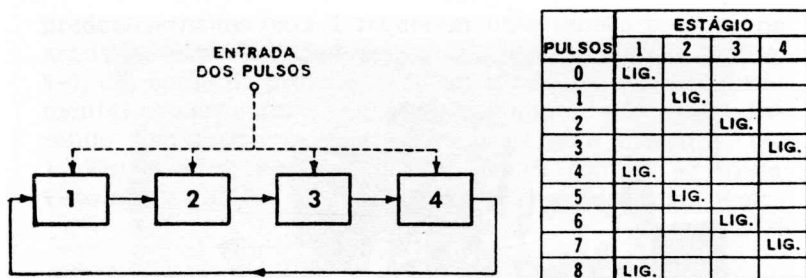 ENTRADA
DOS PULSOS
1 2 3 4
ESTÁGIO
PULSOS 1 2 3 4
0 LIG.
1 LIG.
2 LIG.
3 LIG.
4 LIG.
5 LIG.
6 LIG.
7 LIG.
8 LIG.